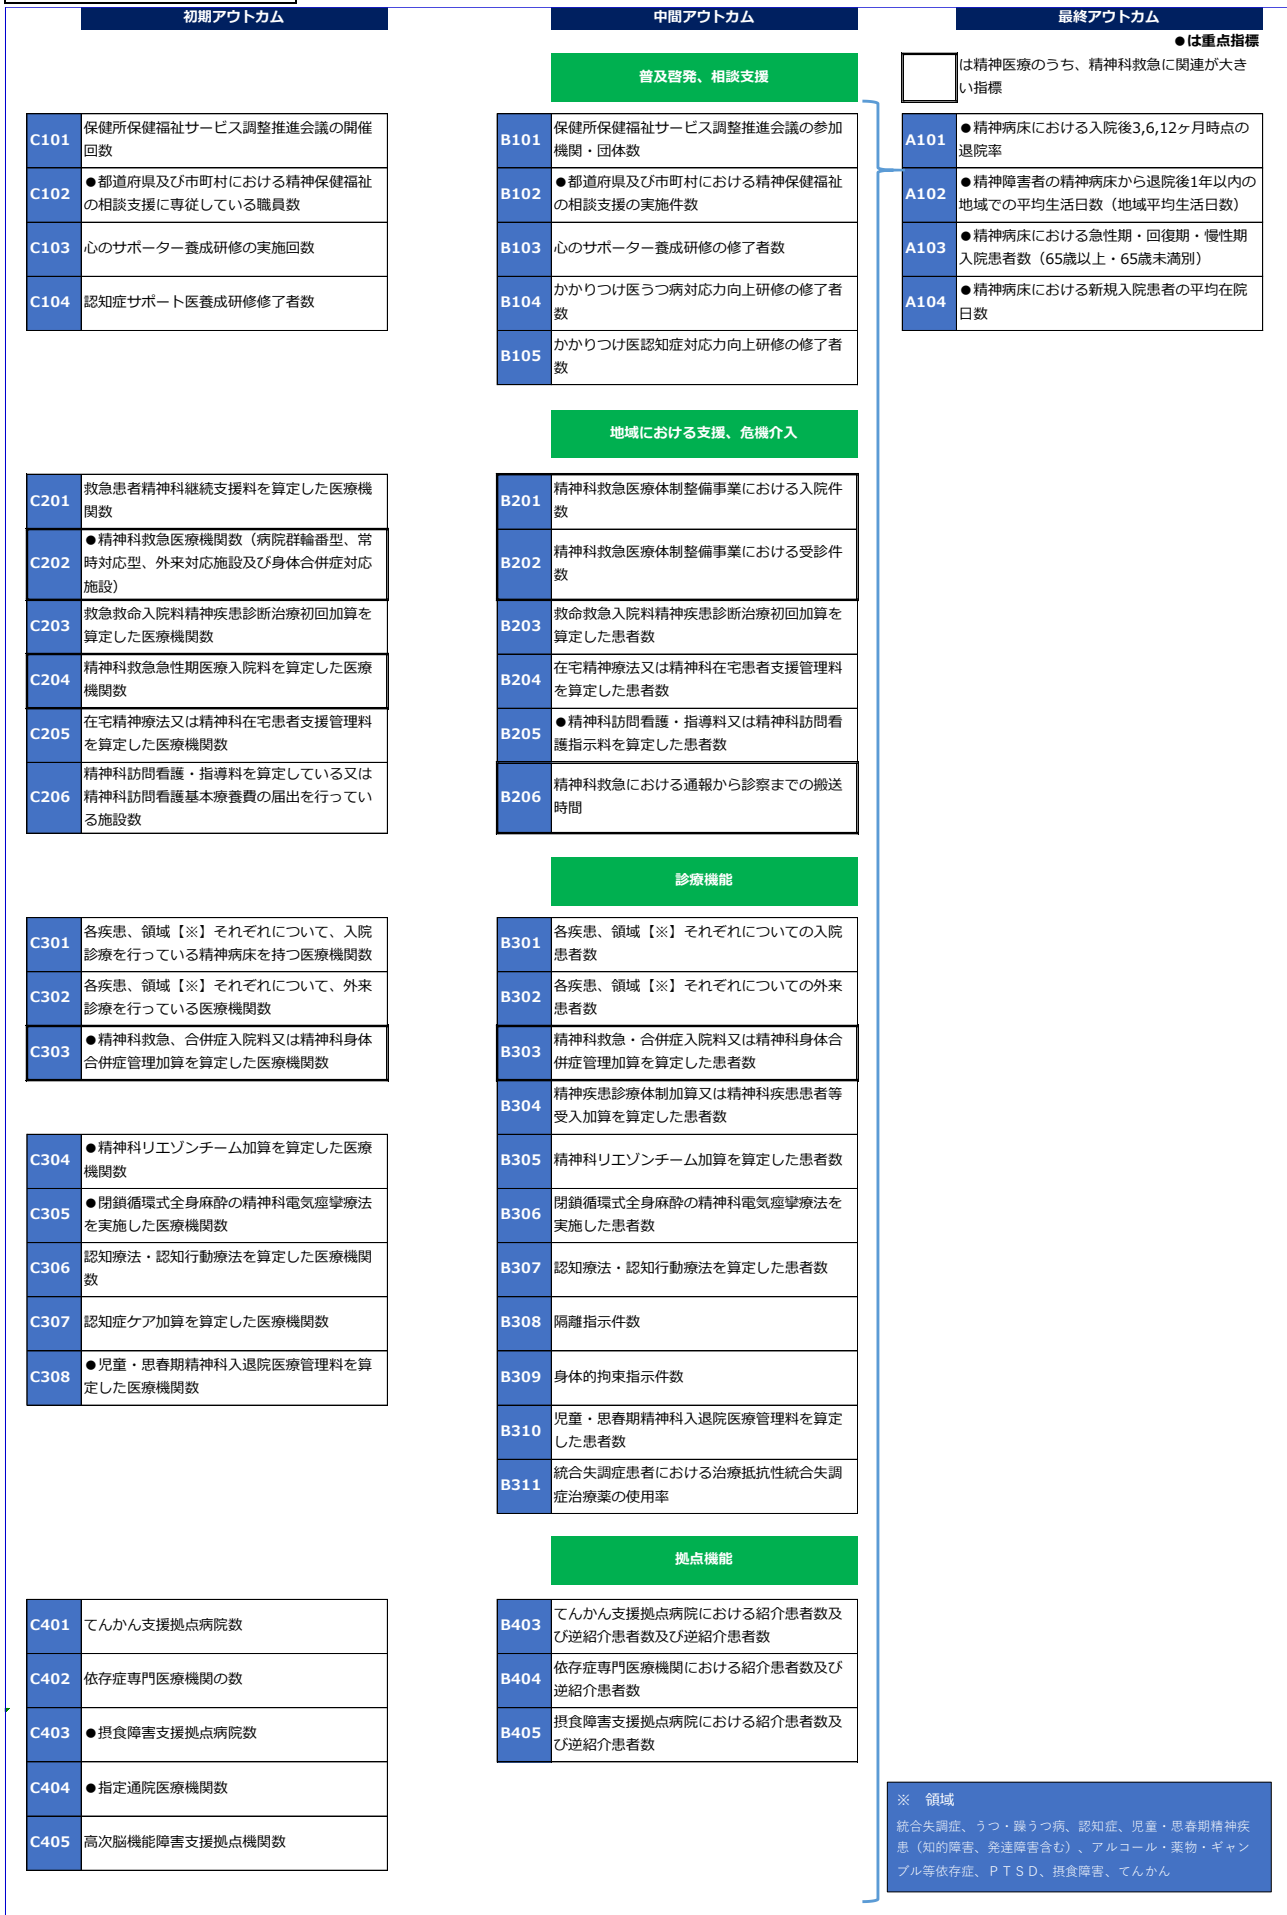 初期アウトカム
中間アウトカム
最終アウトカム
●は重点指標
普及啓発、相談支援
は精神医療のうち、精神科救急に関連が大き
い指標
C101
保健所保健福祉サービス調整推進会議の開催
回数
B101
保健所保健福祉サービス調整推進会議の参加
機関・団体数
A101
●精神病床における入院後3,6,12ヶ月時点の
退院率
C102
●都道府県及び市町村における精神保健福祉
の相談支援に専従している職員数
B102
●都道府県及び市町村における精神保健福祉
の相談支援の実施件数
A102
●精神障害者の精神病床から退院後1年以内の
地域での平均生活日数（地域平均生活日数）
C103
心のサポーター養成研修の実施回数
B103
心のサポーター養成研修の修了者数
A103
●精神病床における急性期・回復期・慢性期
入院患者数（65歳以上・65歳未満別）
C104
認知症サポート医養成研修修了者数
B104
かかりつけ医うつ病対応力向上研修の修了者
数
A104
●精神病床における新規入院患者の平均在院
日数
B105
かかりつけ医認知症対応力向上研修の修了者
数
地域における支援、危機介入
C201
救急患者精神科継続支援料を算定した医療機
関数
B201
精神科救急医療体制整備事業における入院件
数
C202
●精神科救急医療機関数（病院群輪番型、常
時対応型、外来対応施設及び身体合併症対応
施設）
B202
精神科救急医療体制整備事業における受診件
数
C203
救急救命入院料精神疾患診断治療初回加算を
算定した医療機関数
B203
救命救急入院料精神疾患診断治療初回加算を
算定した患者数
C204
精神科救急急性期医療入院料を算定した医療
機関数
B204
在宅精神療法又は精神科在宅患者支援管理料
を算定した患者数
C205
在宅精神療法又は精神科在宅患者支援管理料
を算定した医療機関数
B205
●精神科訪問看護・指導料又は精神科訪問看
護指示料を算定した患者数
C206
精神科訪問看護・指導料を算定している又は
精神科訪問看護基本療養費の届出を行ってい
る施設数
B206
精神科救急における通報から診察までの搬送
時間
診療機能
C301
各疾患、領域【※】それぞれについて、入院
診療を行っている精神病床を持つ医療機関数
B301
各疾患、領域【※】それぞれについての入院
患者数
C302
各疾患、領域【※】それぞれについて、外来
診療を行っている医療機関数
B302
各疾患、領域【※】それぞれについての外来
患者数
C303
●精神科救急、合併症入院料又は精神科身体
合併症管理加算を算定した医療機関数
B303
精神科救急・合併症入院料又は精神科身体合
併症管理加算を算定した患者数
B304
精神疾患診療体制加算又は精神科疾患患者等
受入加算を算定した患者数
C304
●精神科リエゾンチーム加算を算定した医療
機関数
B305
精神科リエゾンチーム加算を算定した患者数
C305
●閉鎖循環式全身麻酔の精神科電気痙攣療法
を実施した医療機関数
B306
閉鎖循環式全身麻酔の精神科電気痙攣療法を
実施した患者数
C306
認知療法・認知行動療法を算定した医療機関
数
B307
認知療法・認知行動療法を算定した患者数
C307
認知症ケア加算を算定した医療機関数
B308
隔離指示件数
C308
●児童・思春期精神科入退院医療管理料を算
定した医療機関数
B309
身体的拘束指示件数
B310
児童・思春期精神科入退院医療管理料を算定
した患者数
B311
統合失調症患者における治療抵抗性統合失調
症治療薬の使用率
拠点機能
C401
てんかん支援拠点病院数
B403
てんかん支援拠点病院における紹介患者数及
び逆紹介患者数及び逆紹介患者数
C402
依存症専門医療機関の数
B404
依存症専門医療機関における紹介患者数及び
逆紹介患者数
C403
●摂食障害支援拠点病院数
B405
摂食障害支援拠点病院における紹介患者数及
び逆紹介患者数
C404
●指定通院医療機関数
C405
高次脳機能障害支援拠点機関数
※　領域
統合失調症、うつ・躁うつ病、認知症、児童・思春期精神疾
患（知的障害、発達障害含む）、アルコール・薬物・ギャン
ブル等依存症、ＰＴＳＤ、摂食障害、てんかん